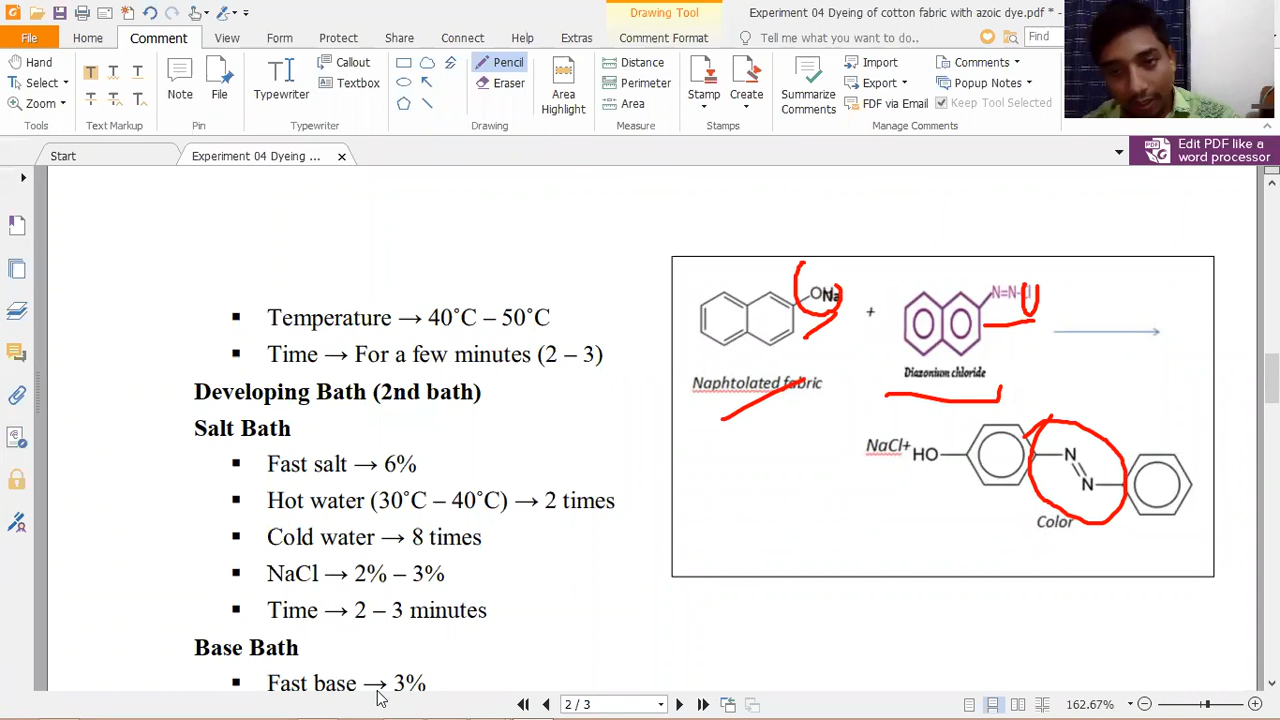 Drawing Tool
Experiment 04 Dyeing of cotton fabric with azoic dye.pdf *
File
Home
Comment
View
Form
Protect
Share
Help
Extras
Comment Format
Tell me what you want to do..
Find
Hand
Select
Zoom
Tools
Text Markup
Note
File
Pin
Typewriter
Typewriter
Pencil
Eraser
Drawing
Area
Highlight
Distance
Perimeter
Area
Measure
Stamp
Create
Stamps
Summarize
Comments
Import
Export
FDF via Email
Comments
Popup Notes
Keep Tool Selected
Manage Comments
Start
Experiment 04 Dyeing ...
Edit PDF like a
word processor
▪ Temperature → 40˚C – 50˚C
▪ Time → For a few minutes (2 – 3)
Developing Bath (2nd bath)
Salt Bath
▪ Fast salt → 6%
▪ Hot water (30˚C – 40˚C) → 2 times
▪ Cold water → 8 times
▪ NaCl → 2% – 3%
▪ Time → 2 – 3 minutes
Base Bath
▪ Fast base → 3%
ONa
+
N=N-Cl
Naphtolated fabric
Diazonium chloride
NaCl+
HO
N
N
Color
2 / 3
162.67%